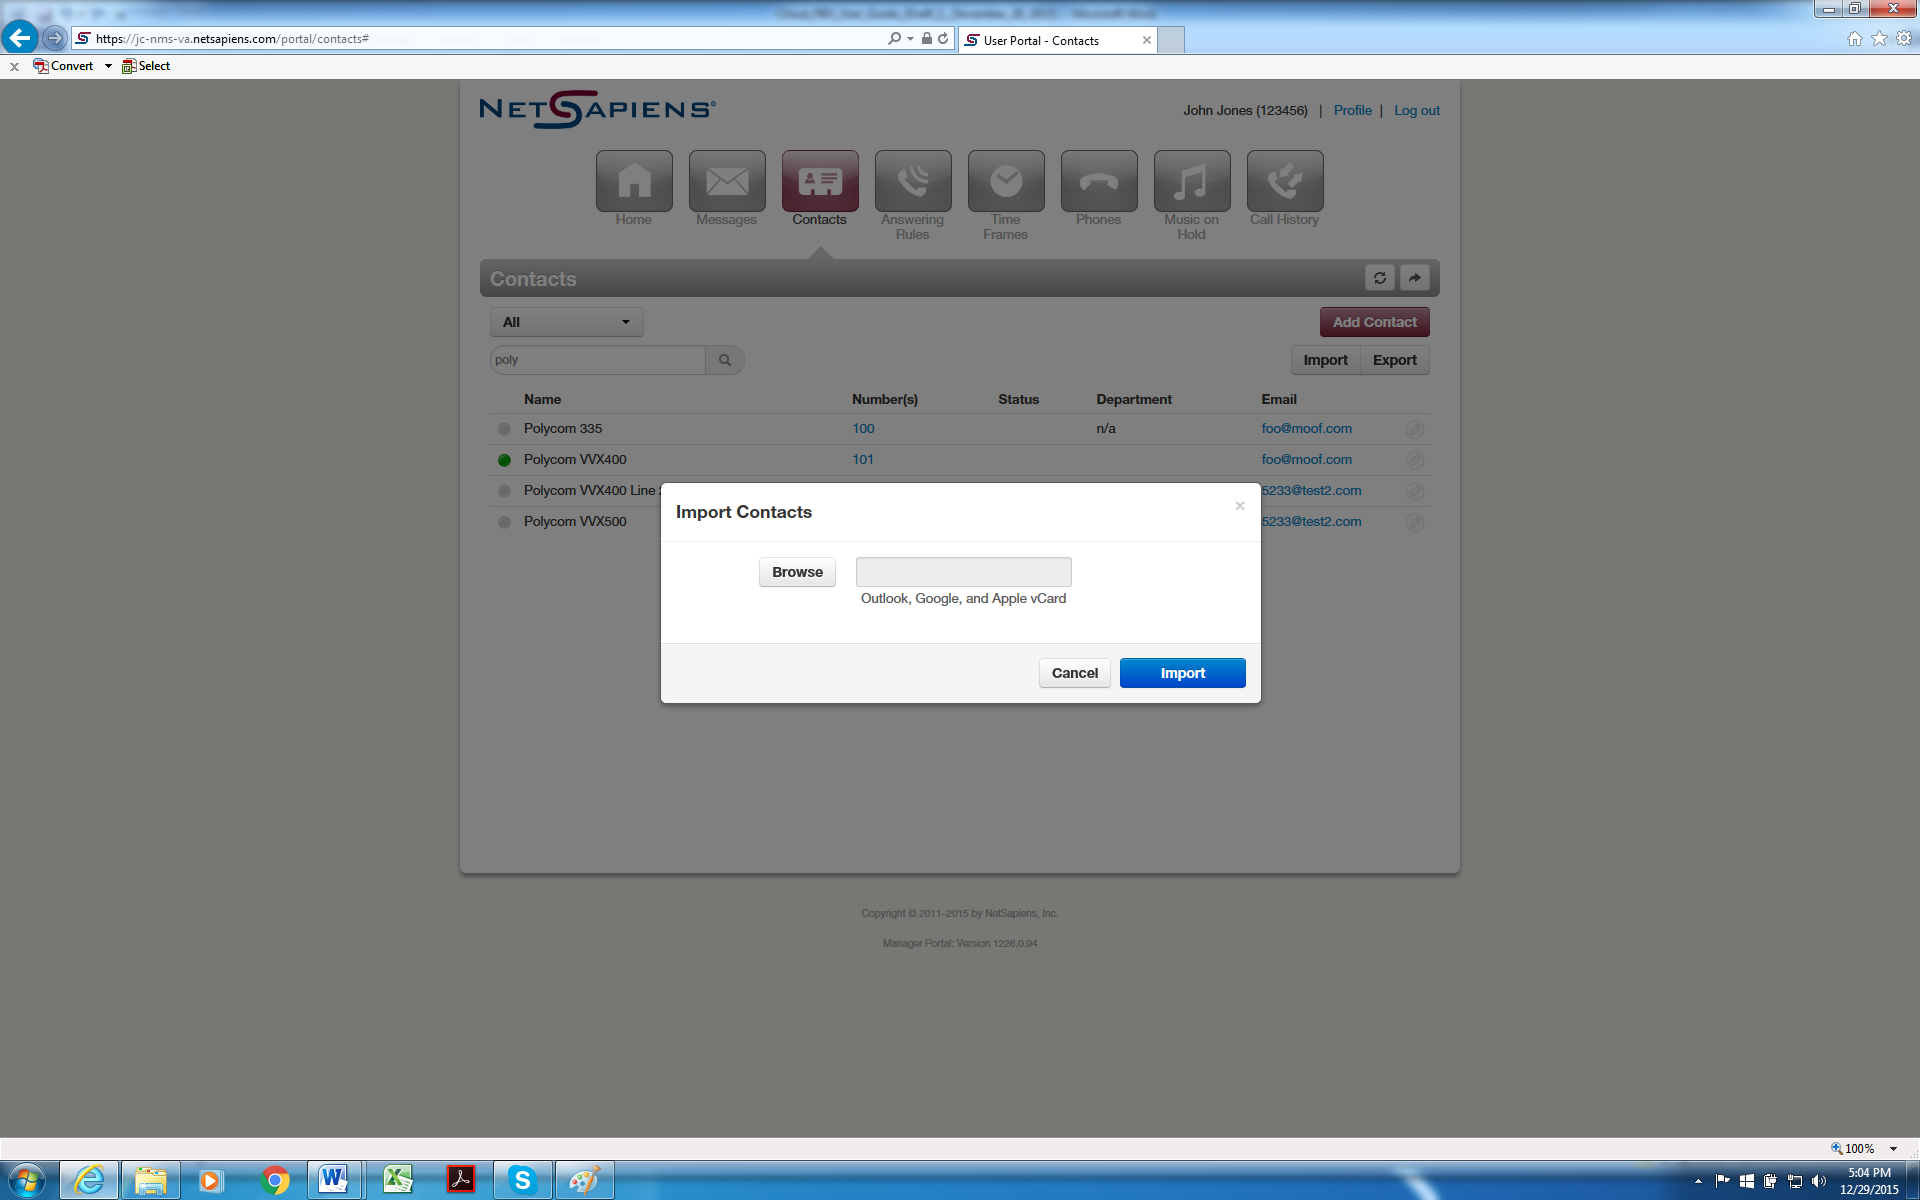 https://jc-nms-va.netsapiens.com/portal/contacts#
User Portal - Contacts
x Convert Select
NETSAPIENS®
John Jones (123456) | Profile | Log out
Home
Messages
Contacts
Answering Rules
Time Frames
Phones
Music on Hold
Call History
Contacts
All
Add Contact
poly
Import Export
Name Number(s) Status Department Email
Polycom 335 100 n/a foo@moof.com
Polycom VVX400 101 foo@moof.com
Polycom VVX400 Line 5233@test2.com
Polycom VVX500 5233@test2.com
Import Contacts ×
Browse
Outlook, Google, and Apple vCard
Cancel Import
Copyright © 2011-2015 by NetSapiens, Inc.
Manager Portal: Version 1226.0.94
100%
5:04 PM
12/29/2015